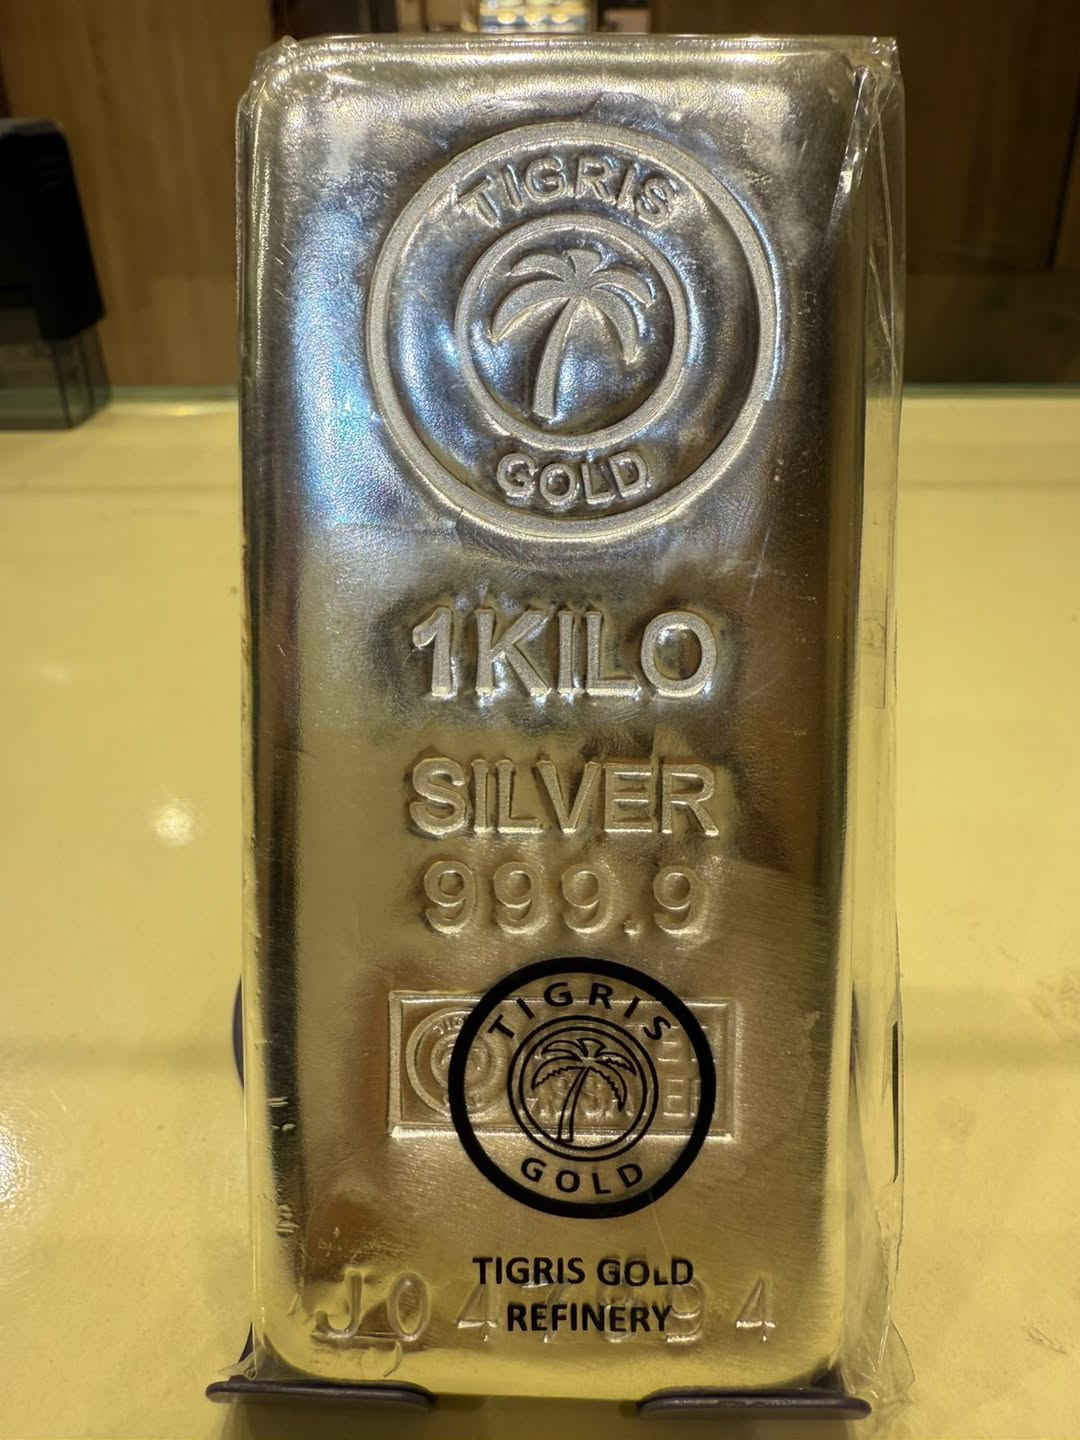 TIGRIS
GOLD
1KILO
SILVER
999.9
TIGRIS
GOLD
TIGRIS GOLD
REFINERY